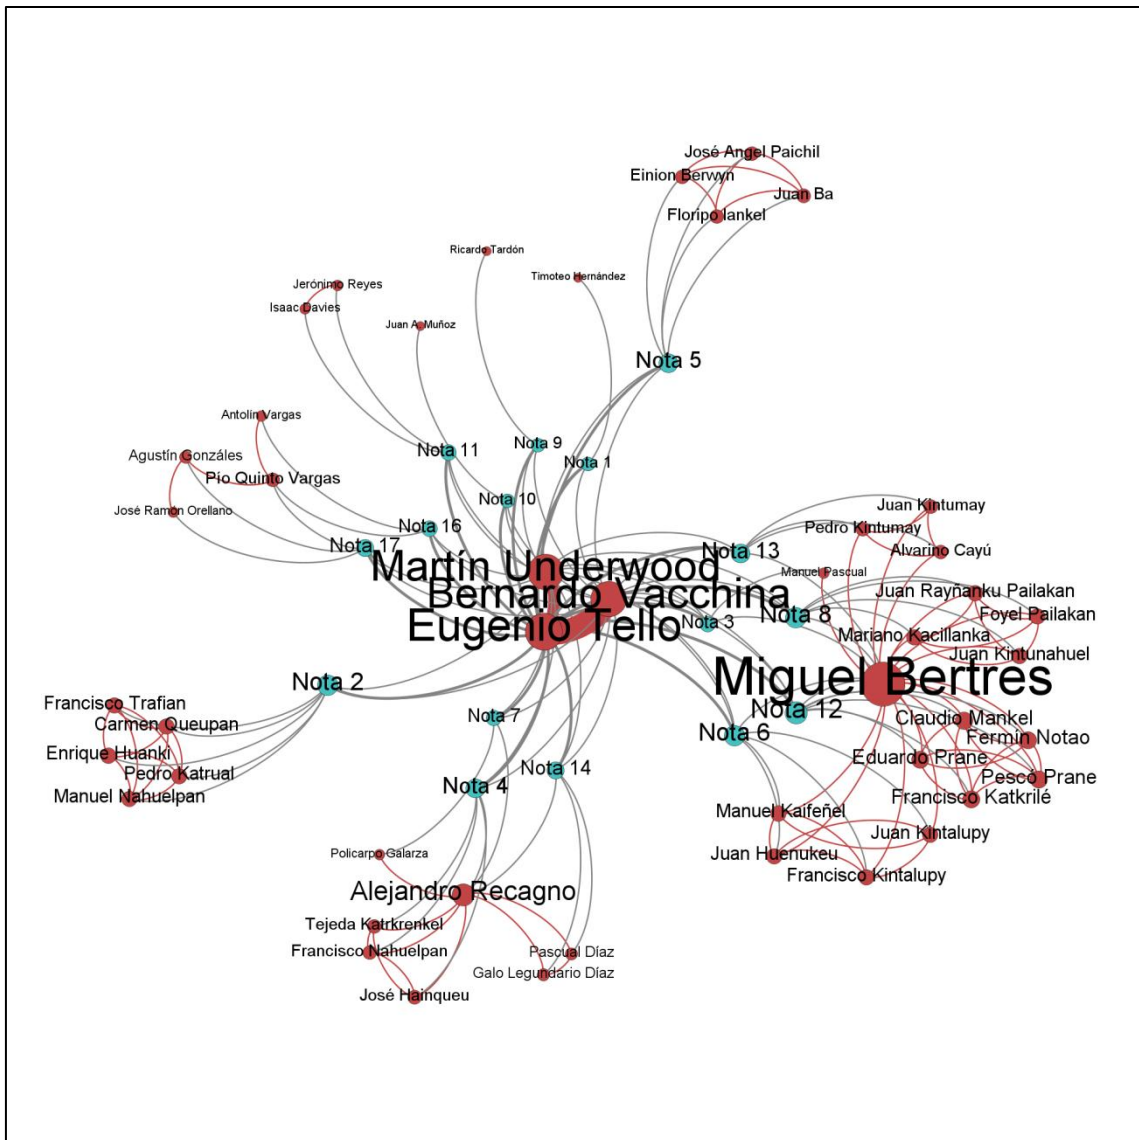 José Angel Paichil
Einion Berwyn
Juan Ba
Floripo Iankel
Ricardo Tardón
Timoteo Hernández
Jerónimo Reyes
Isaac Davies
Juan A. Muñoz
Nota 5
Antolín Vargas
Nota 11
Nota 9
Nota 1
Agustín Gonzáles
Pío Quinto Vargas
Nota 10
José Ramón Orellano
Nota 16
Nota 17
Juan Kintumay
Pedro Kintumay
Nota 13
Alvarino Cayú
Martín Underwood
Manuel Pascual
Bernardo Vacchina
Juan Rayñanku Pailakan
Nota 3
Nota 8
Foyel Pailakan
Eugenio Tello
Mariano Kacillanka
Juan Kintunahuel
Miguel Bertres
Nota 2
Francisco Trafian
Carmen Queupan
Nota 7
Nota 12
Claudio Mankel
Nota 6
Fermín Notao
Enrique Huanki
Eduardo Prane
Pedro Katrual
Nota 14
Pescó Prane
Manuel Nahuelpan
Nota 4
Francisco Katkrilé
Manuel Kaifeñel
Juan Kintalupy
Policarpo Galarza
Juan Huenukeu
Francisco Kintalupy
Alejandro Recagno
Tejeda Katrkrenkel
Francisco Nahuelpan
Pascual Díaz
Galo Legundario Díaz
José Hainqueu